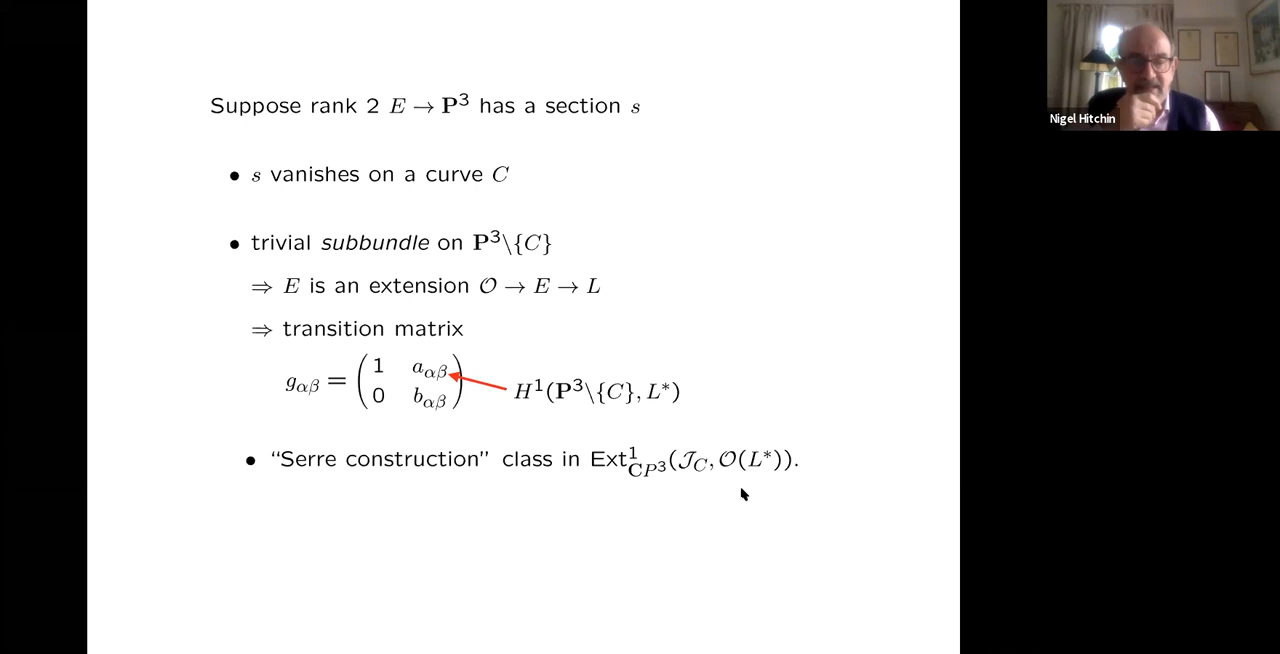 Suppose rank 2 E → P³ has a section s
• s vanishes on a curve C
• trivial subbundle on P³\{C}
⇒ E is an extension 𝒪 → E → L
⇒ transition matrix
g_{αβ} = ( 1 a_{αβ} ; 0 b_{αβ} ) H¹(P³\{C}, L*)
• “Serre construction” class in Ext¹_{CP³}(𝒥_C, 𝒪(L*)).
Nigel Hitchin